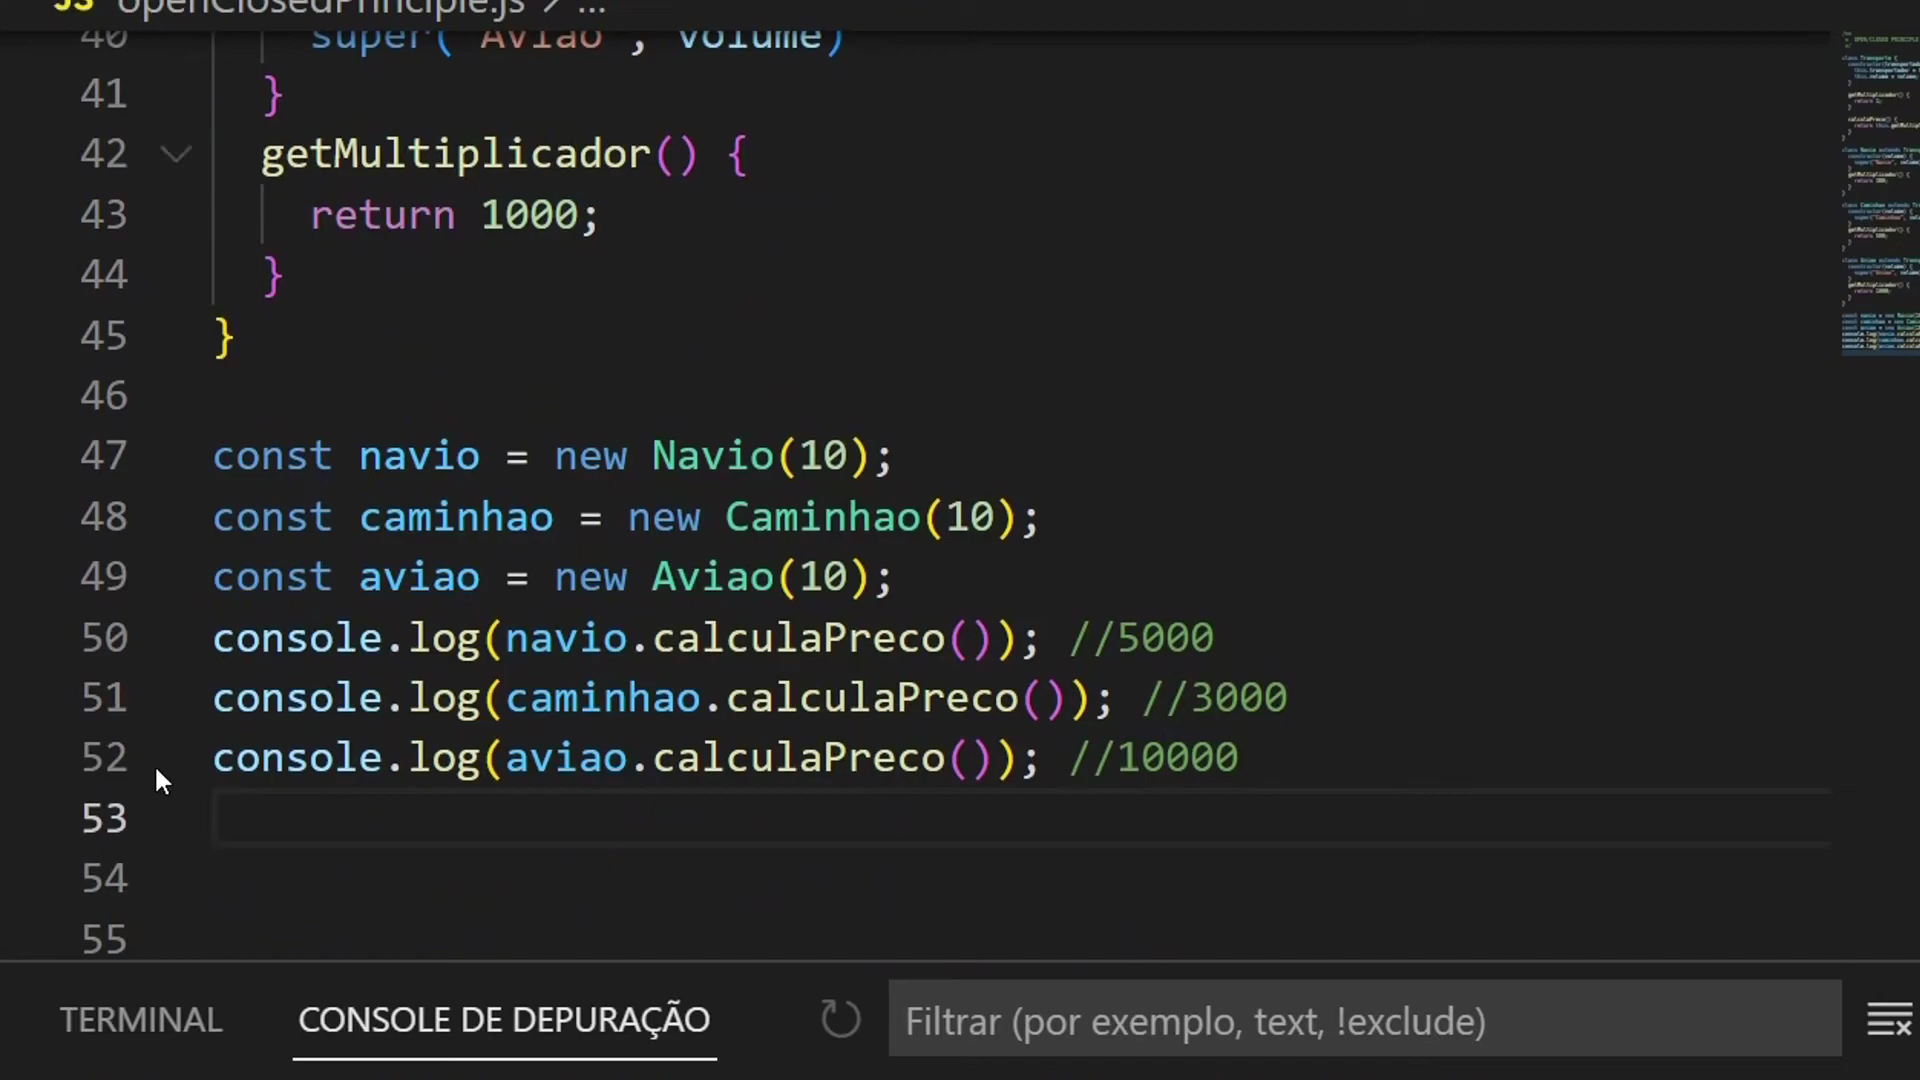 JS openClosedPrinciple.js > ...
40 super("Aviao", volume)
41 }
42 getMultiplicador() {
43 return 1000;
44 }
45 }
46
47 const navio = new Navio(10);
48 const caminhao = new Caminhao(10);
49 const aviao = new Aviao(10);
50 console.log(navio.calculaPreco()); //5000
51 console.log(caminhao.calculaPreco()); //3000
52 console.log(aviao.calculaPreco()); //10000
53
54
55
TERMINAL CONSOLE DE DEPURAÇÃO Filtrar (por exemplo, text, !exclude)